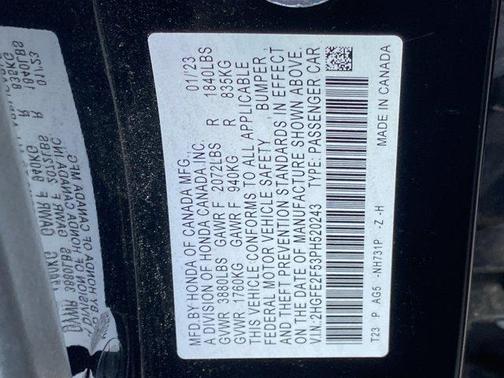 MFD.BY HONDA OF CANADA MFG. 01/23
A DIVISION OF HONDA CANADA INC.
GVWR 3880LBS GAWR F 2072LBS R 1840LBS
GVWR 1760KG GAWR F 940KG R 835KG
THIS VEHICLE CONFORMS TO ALL APPLICABLE
FEDERAL MOTOR VEHICLE SAFETY, BUMPER,
AND THEFT PREVENTION STANDARDS IN EFFECT
ON THE DATE OF MANUFACTURE SHOWN ABOVE.
V.I.N:2HGFE2F53PH520243 TYPE:PASSENGER CAR
T23 P AG5 -NH731P -Z -H
MADE IN CANADA